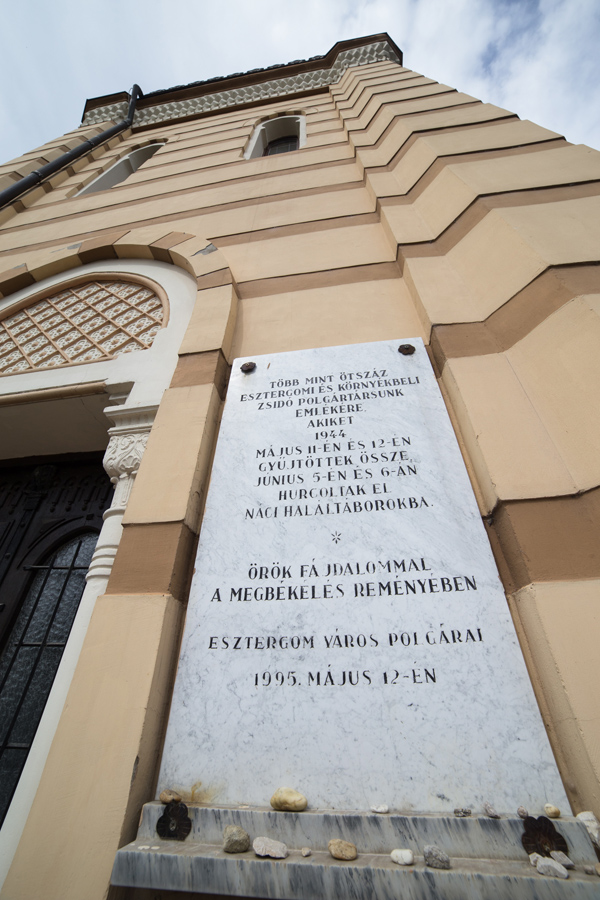 TÖBB MINT ÖTSZÁZ
ESZTERGOMI ÉS KÖRNYÉKBELI
ZSIDÓ POLGÁRTÁRSUNK
EMLÉKÉRE,
AKIKET
1944.
MÁJUS 11-ÉN ÉS 12-ÉN
GYŰJTÖTTEK ÖSSZE,
JUNIUS 5-ÉN ÉS 6-ÁN
HURCOLTAK EL
NÁCI HALÁLTÁBOROKBA.
ÖRÖK FÁJDALOMMAL
A MEGBÉKÉLÉS REMÉNYÉBEN
ESZTERGOM VÁROS POLGÁRAI
1995. MÁJUS 12-ÉN